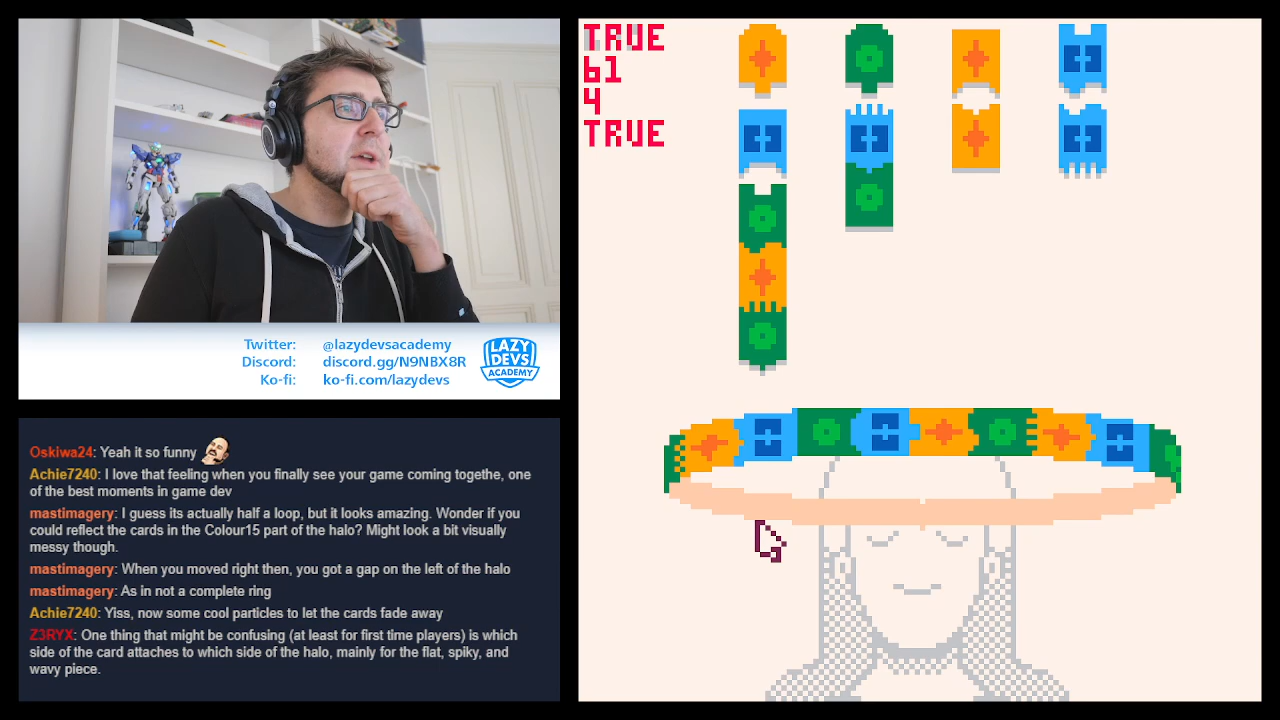 TRUE
61
4
TRUE
Twitter: @lazydevsacademy
Discord: discord.gg/N9NBX8R
Ko-fi: ko-fi.com/lazydevs
LAZY
DEVS
ACADEMY
Oskiwa24: Yeah it so funny
Achie7240: I love that feeling when you finally see your game coming togethe, one
of the best moments in game dev
mastimagery: I guess its actually half a loop, but it looks amazing. Wonder if you
could reflect the cards in the Colour15 part of the halo? Might look a bit visually
messy though.
mastimagery: When you moved right then, you got a gap on the left of the halo
mastimagery: As in not a complete ring
Achie7240: Yiss, now some cool particles to let the cards fade away
Z3RYX: One thing that might be confusing (at least for first time players) is which
side of the card attaches to which side of the halo, mainly for the flat, spiky, and
wavy piece.